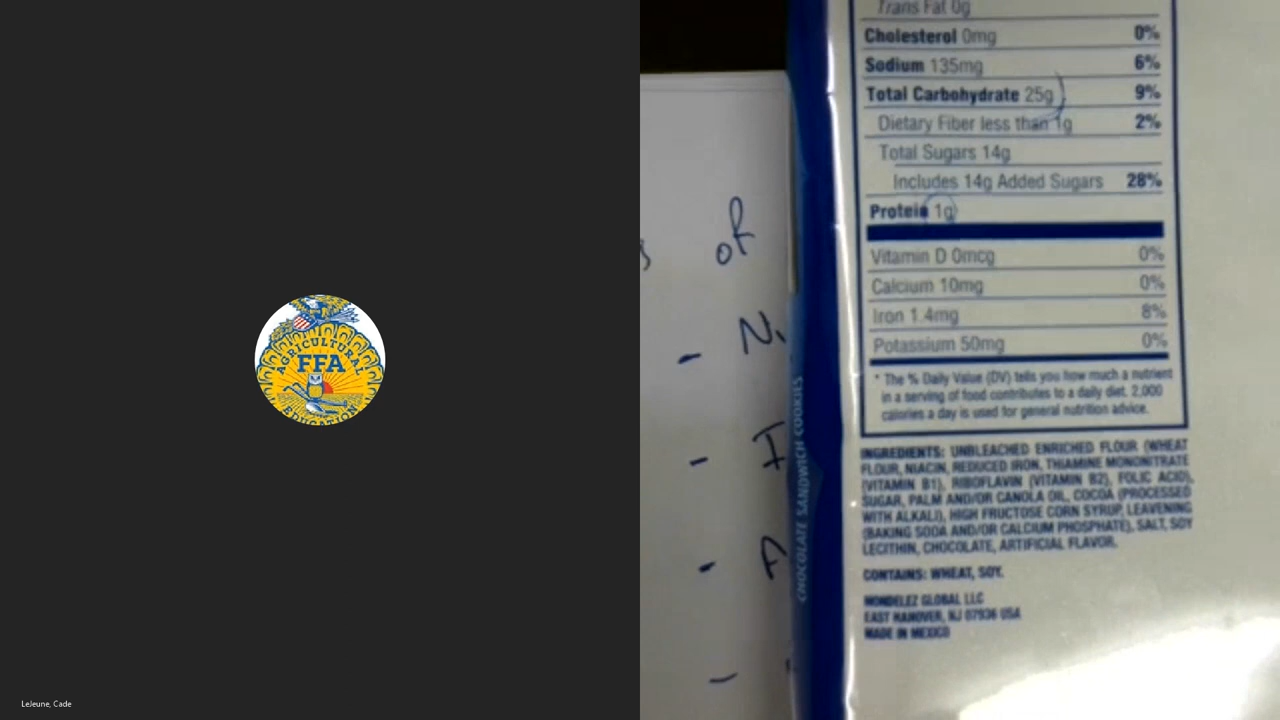 AGRICULTURAL
FFA
EDUCATION
LeJeune, Cade
of
CHOCOLATE SANDWICH COOKIES
Trans Fat 0g
Cholesterol 0mg 0%
Sodium 135mg 6%
Total Carbohydrate 25g 9%
Dietary Fiber less than 1g 2%
Total Sugars 14g
Includes 14g Added Sugars 28%
Protein 1g
Vitamin D 0mcg 0%
Calcium 10mg 0%
Iron 1.4mg 8%
Potassium 50mg 0%
* The % Daily Value (DV) tells you how much a nutrient
in a serving of food contributes to a daily diet. 2,000
calories a day is used for general nutrition advice.
INGREDIENTS: UNBLEACHED ENRICHED FLOUR (WHEAT
FLOUR, NIACIN, REDUCED IRON, THIAMINE MONONITRATE
(VITAMIN B1), RIBOFLAVIN (VITAMIN B2), FOLIC ACID),
SUGAR, PALM AND/OR CANOLA OIL, COCOA (PROCESSED
WITH ALKALI), HIGH FRUCTOSE CORN SYRUP, LEAVENING
(BAKING SODA AND/OR CALCIUM PHOSPHATE), SALT, SOY
LECITHIN, CHOCOLATE, ARTIFICIAL FLAVOR.
CONTAINS: WHEAT, SOY.
MONDELEZ GLOBAL LLC
EAST HANOVER, NJ 07936 USA
MADE IN MEXICO